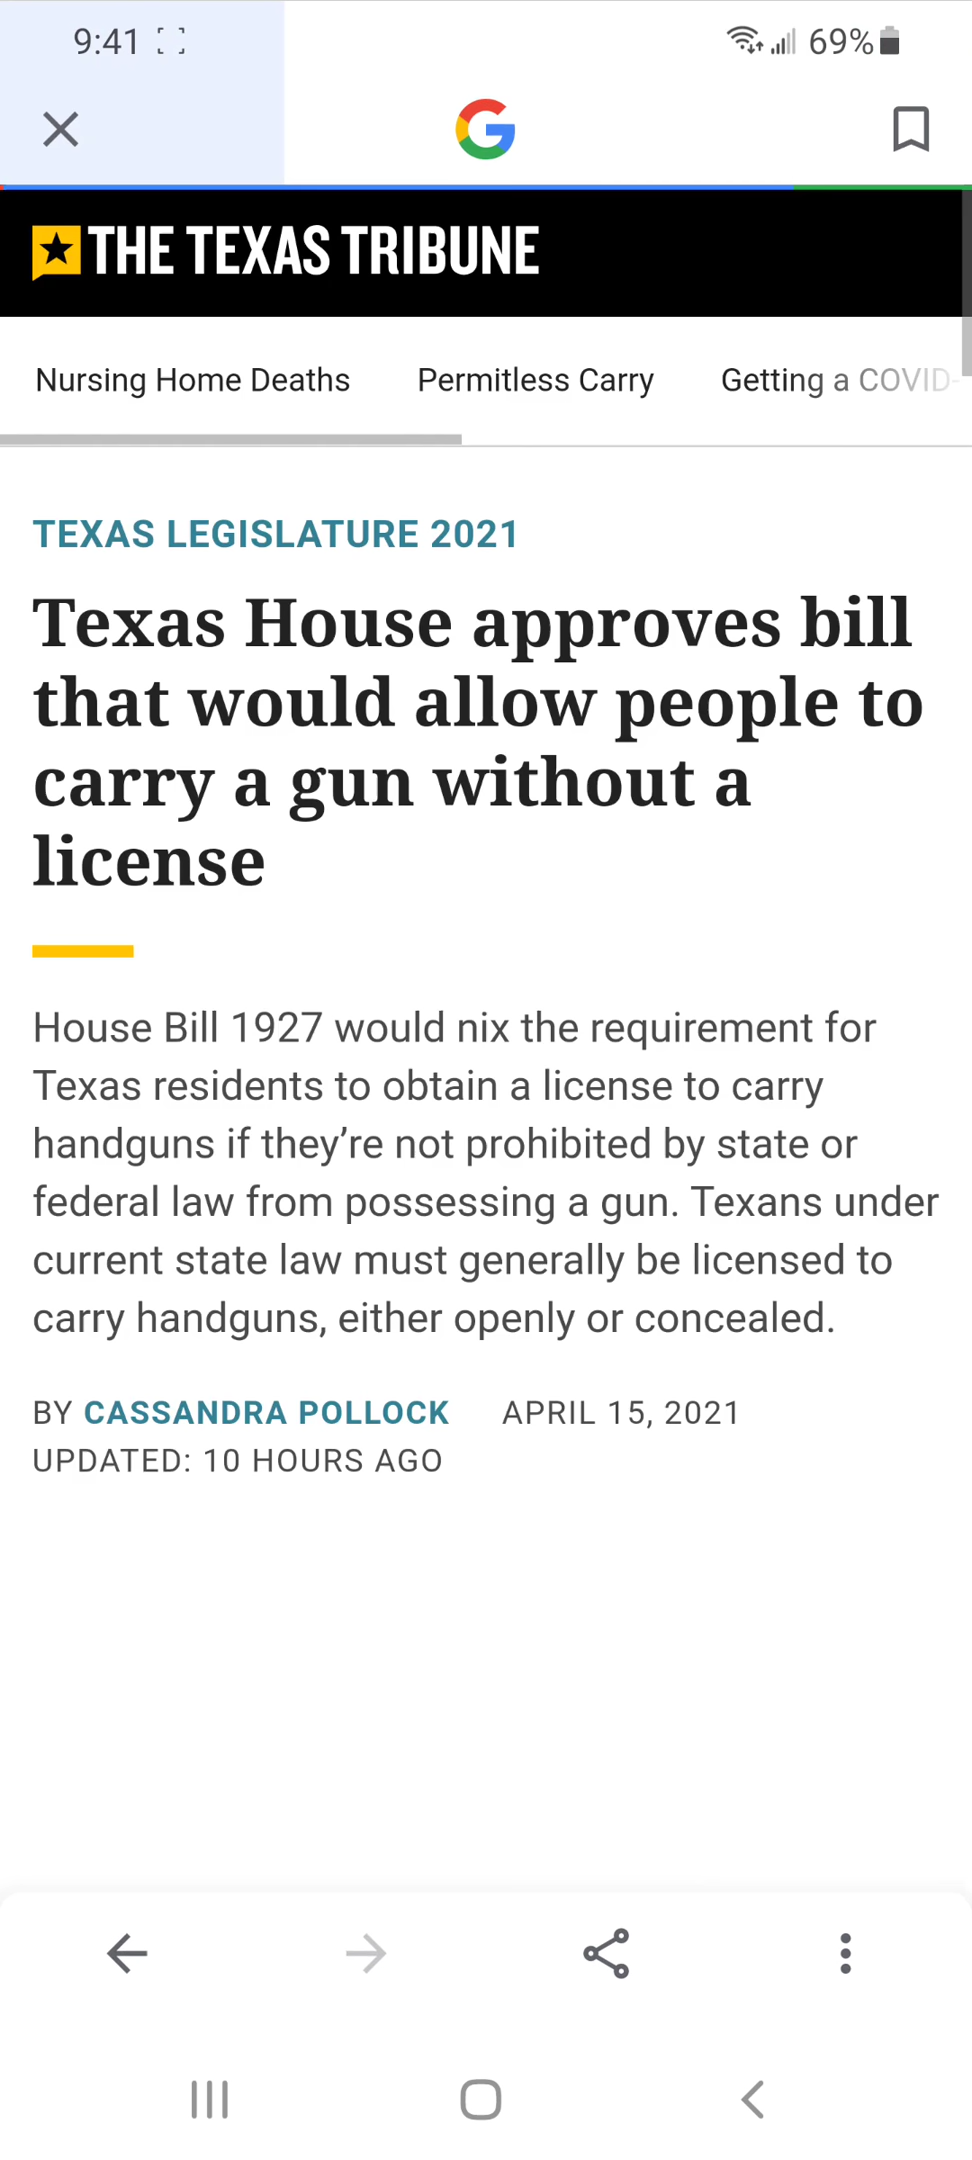 9:41 69%
THE TEXAS TRIBUNE
Nursing Home Deaths Permitless Carry Getting a COVID-
TEXAS LEGISLATURE 2021
Texas House approves bill
that would allow people to
carry a gun without a
license
House Bill 1927 would nix the requirement for
Texas residents to obtain a license to carry
handguns if they’re not prohibited by state or
federal law from possessing a gun. Texans under
current state law must generally be licensed to
carry handguns, either openly or concealed.
BY CASSANDRA POLLOCK APRIL 15, 2021
UPDATED: 10 HOURS AGO